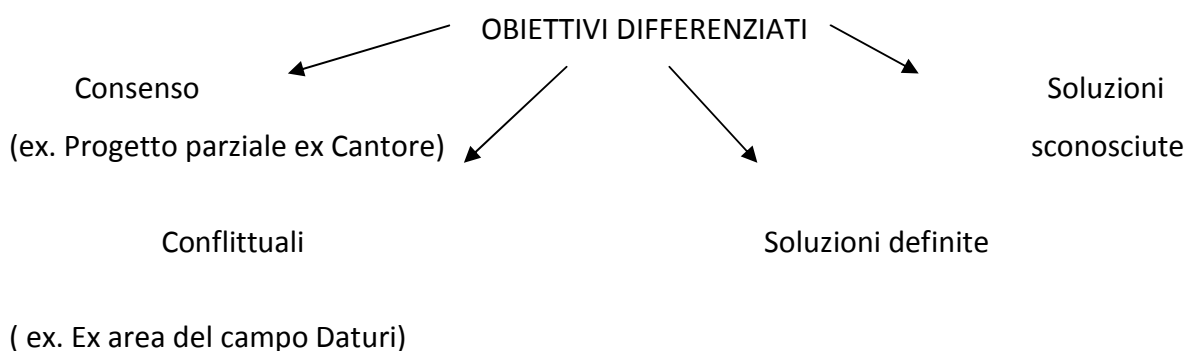 OBIETTIVI DIFFERENZIATI
Consenso
Soluzioni
(ex. Progetto parziale ex Cantore)
sconosciute
Conflittuali
Soluzioni definite
( ex. Ex area del campo Daturi)